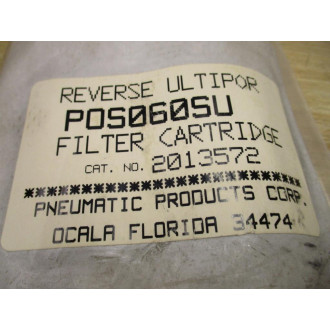 REVERSE ULTIPOR
POS060SU
FILTER CARTRIDGE
CAT. NO. 2013572
PNEUMATIC PRODUCTS CORP.
OCALA FLORIDA 34474